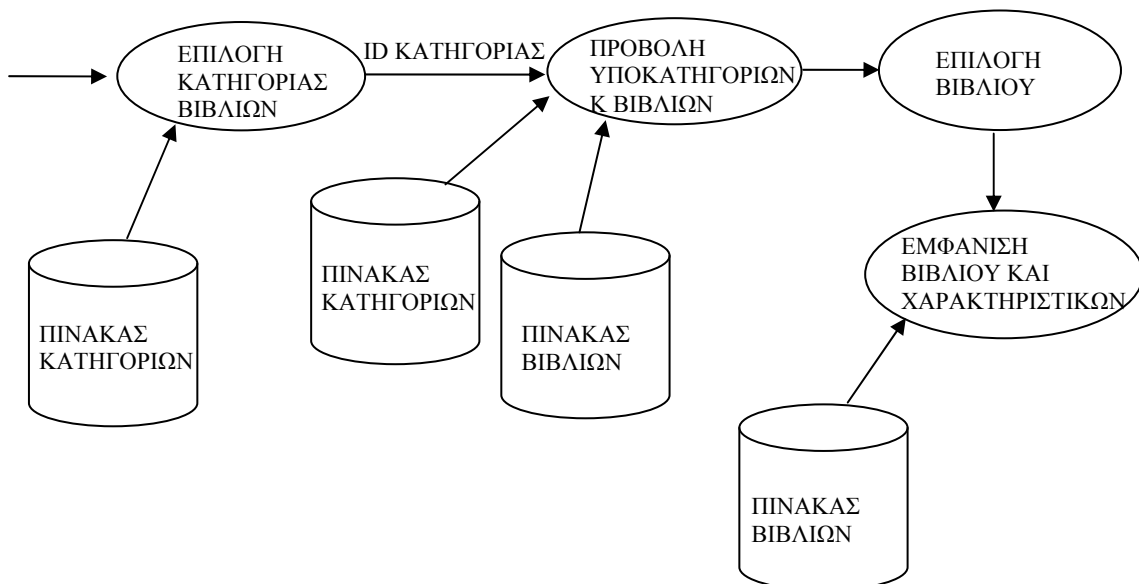 ΕΠΙΛΟΓΗ
ΚΑΤΗΓΟΡΙΑΣ
ΒΙΒΛΙΩΝ
ID ΚΑΤΗΓΟΡΙΑΣ
ΠΡΟΒΟΛΗ
ΥΠΟΚΑΤΗΓΟΡΙΩΝ
Κ ΒΙΒΛΙΩΝ
ΕΠΙΛΟΓΗ
ΒΙΒΛΙΟΥ
ΠΙΝΑΚΑΣ
ΚΑΤΗΓΟΡΙΩΝ
ΠΙΝΑΚΑΣ
ΚΑΤΗΓΟΡΙΩΝ
ΠΙΝΑΚΑΣ
ΒΙΒΛΙΩΝ
ΕΜΦΑΝΙΣΗ
ΒΙΒΛΙΟΥ ΚΑΙ
ΧΑΡΑΚΤΗΡΙΣΤΙΚΩΝ
ΠΙΝΑΚΑΣ
ΒΙΒΛΙΩΝ